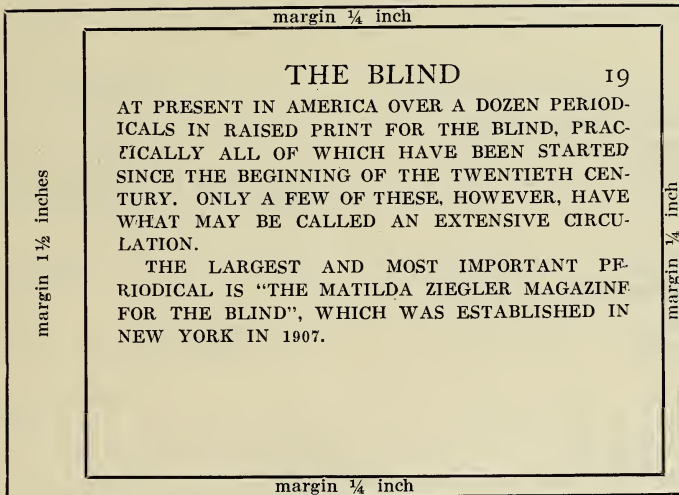 margin ¼ inch
THE BLIND 19
AT PRESENT IN AMERICA OVER A DOZEN PERIOD-
ICALS IN RAISED PRINT FOR THE BLIND, PRAC-
TICALLY ALL OF WHICH HAVE BEEN STARTED
SINCE THE BEGINNING OF THE TWENTIETH CEN-
TURY. ONLY A FEW OF THESE, HOWEVER, HAVE
WHAT MAY BE CALLED AN EXTENSIVE CIRCU-
LATION.
THE LARGEST AND MOST IMPORTANT PE-
RIODICAL IS "THE MATILDA ZIEGLER MAGAZINE
FOR THE BLIND", WHICH WAS ESTABLISHED IN
NEW YORK IN 1907.
margin 1½ inches
margin ¼ inch
margin ¼ inch